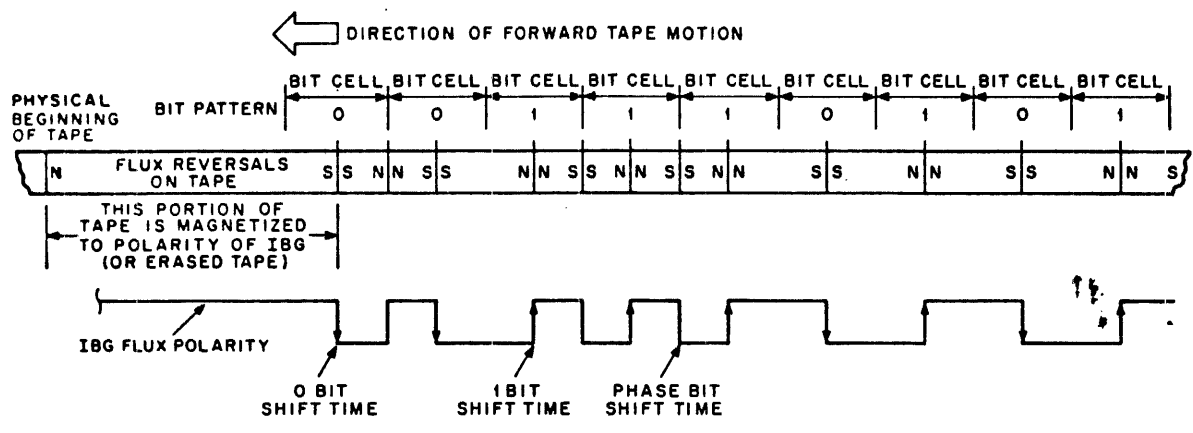 DIRECTION OF FORWARD TAPE MOTION
BIT CELL BIT CELL BIT CELL BIT CELL BIT CELL BIT CELL BIT CELL BIT CELL BIT CELL
PHYSICAL
BEGINNING
OF TAPE
BIT PATTERN 0 0 1 1 1 0 1 0 1
N FLUX REVERSALS
ON TAPE
S S N N S S N N S S N N S S N N S S N N S S N N S
THIS PORTION OF
TAPE IS MAGNETIZED
TO POLARITY OF IBG
(OR ERASED TAPE)
IBG FLUX POLARITY
0 BIT
SHIFT TIME
1 BIT
SHIFT TIME
PHASE BIT
SHIFT TIME